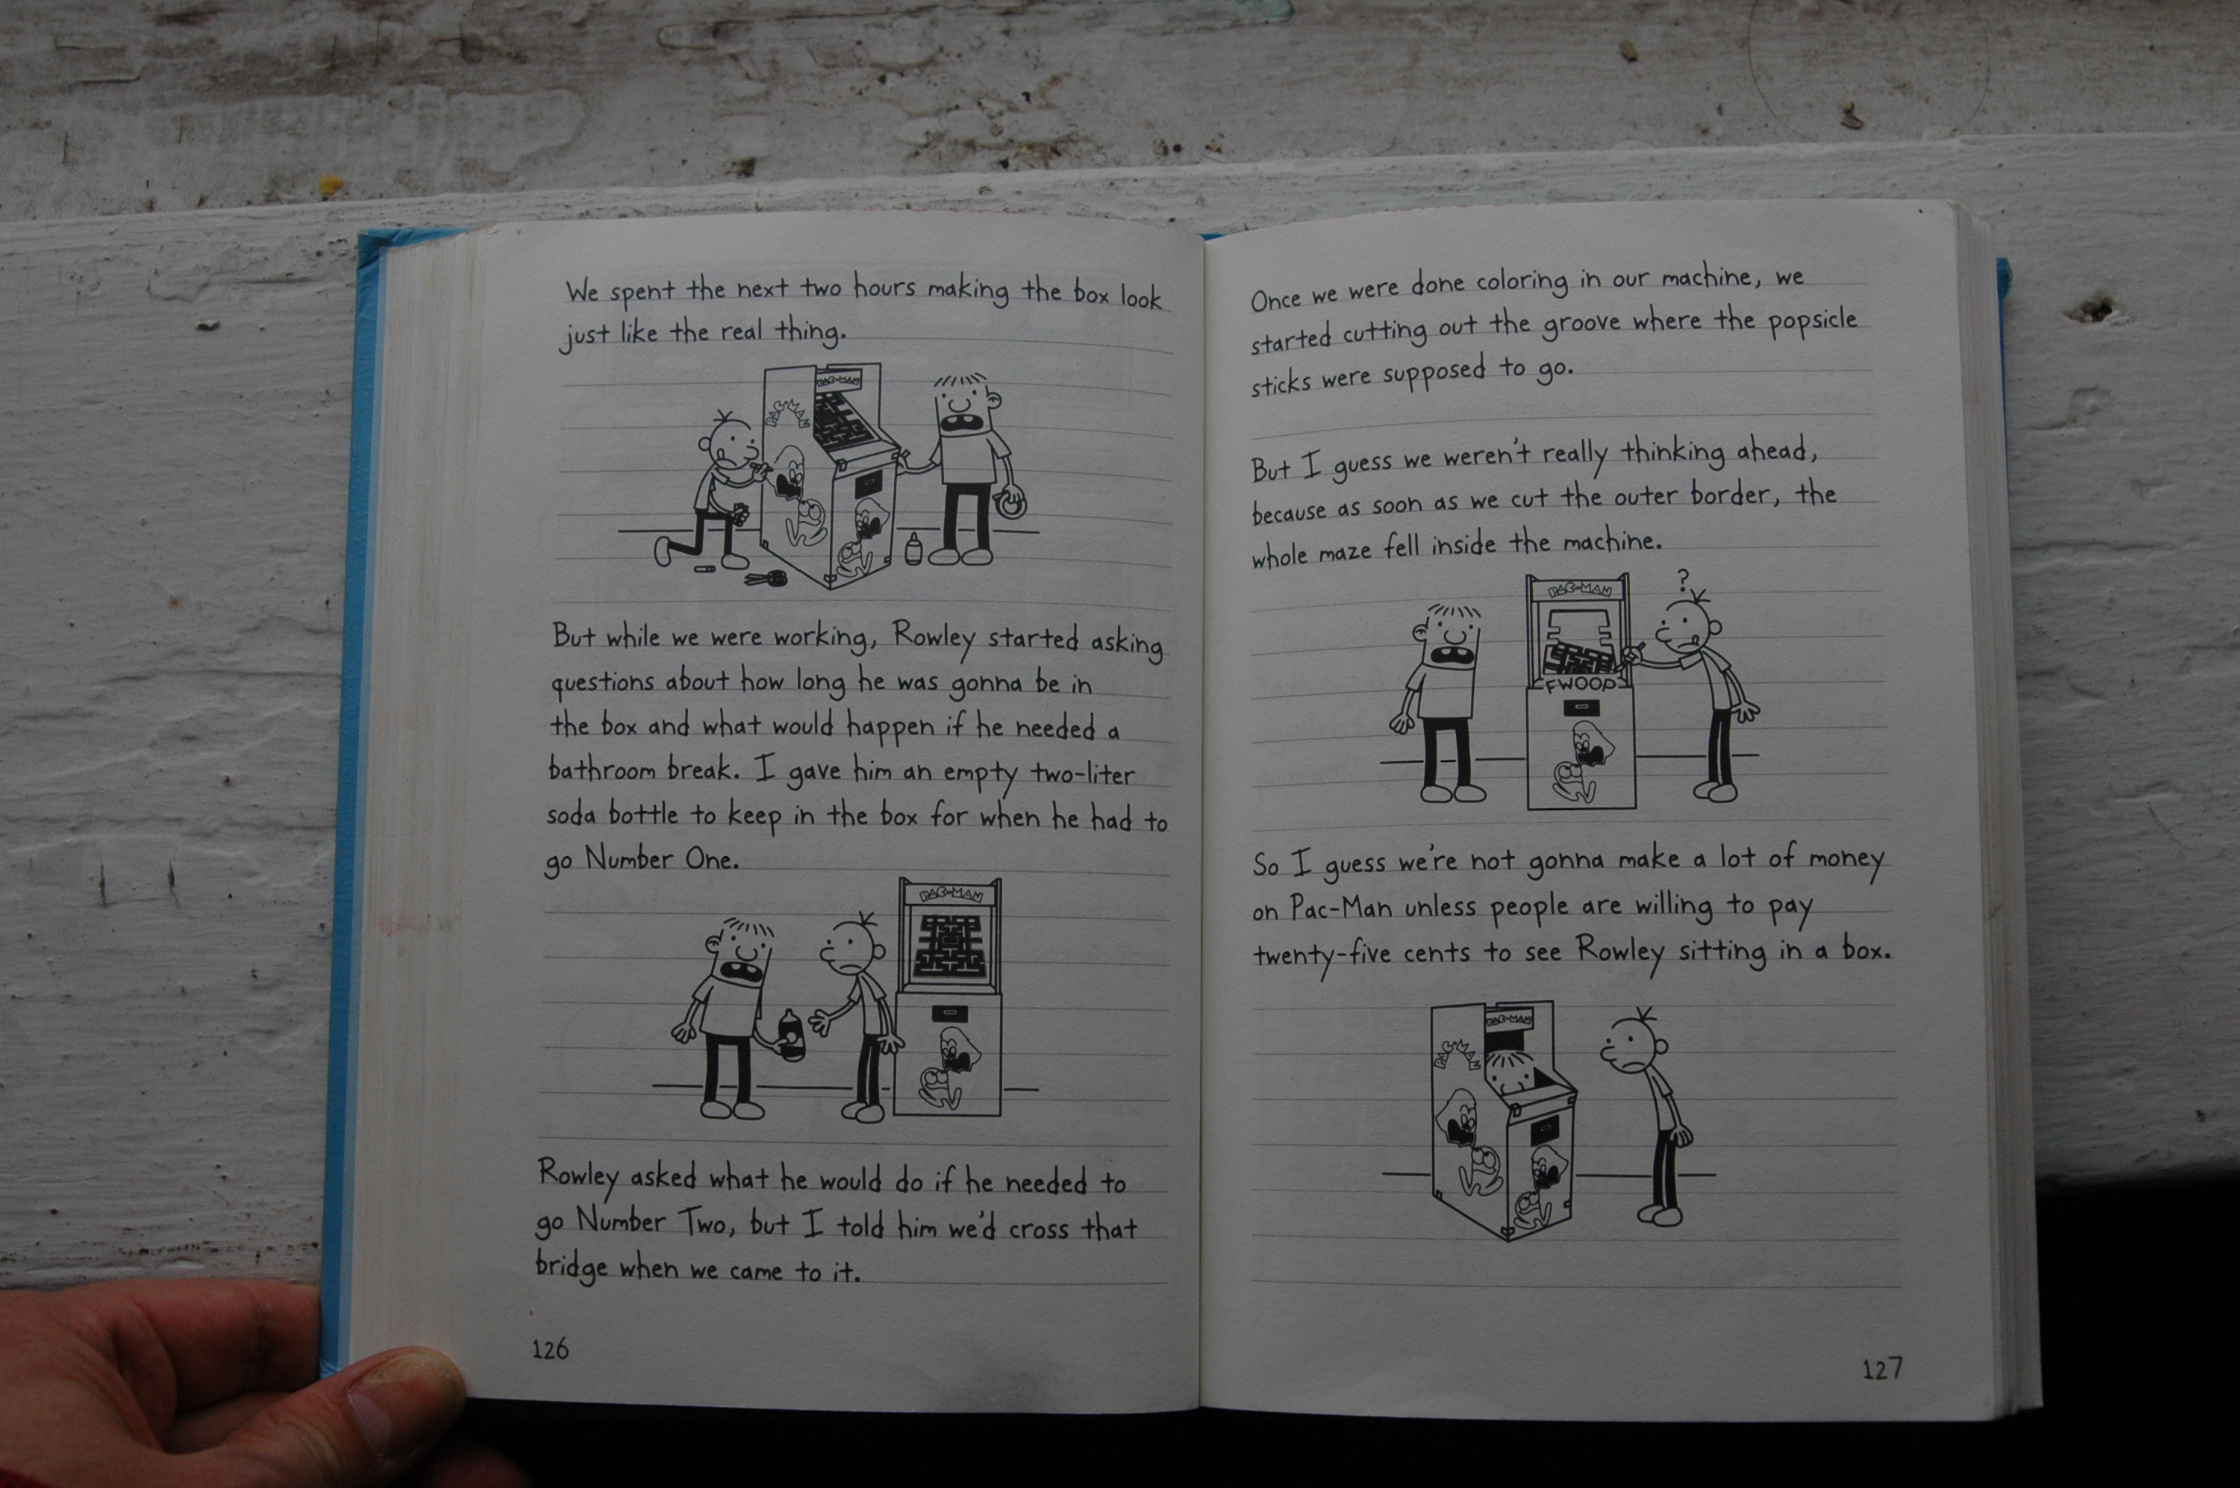 We spent the next two hours making the box look
just like the real thing.
PAC-MAN
PAC-MAN
But while we were working, Rowley started asking
questions about how long he was gonna be in
the box and what would happen if he needed a
bathroom break. I gave him an empty two-liter
soda bottle to keep in the box for when he had to
go Number One.
PAC-MAN
Rowley asked what he would do if he needed to
go Number Two, but I told him we'd cross that
bridge when we came to it.
126
Once we were done coloring in our machine, we
started cutting out the groove where the popsicle
sticks were supposed to go.
But I guess we weren't really thinking ahead,
because as soon as we cut the outer border, the
whole maze fell inside the machine.
?
PAC-MAN
FWOOP
So I guess we're not gonna make a lot of money
on Pac-Man unless people are willing to pay
twenty-five cents to see Rowley sitting in a box.
PAC-MAN
PAC-MAN
127